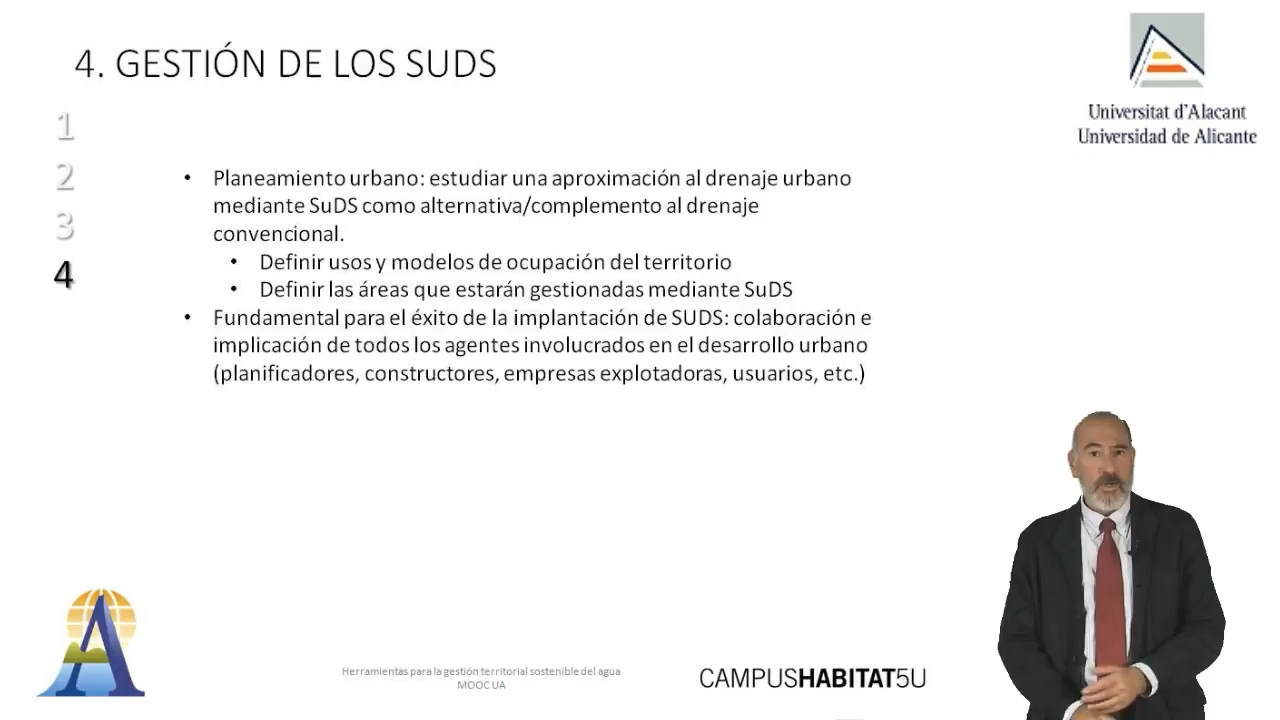 4. GESTIÓN DE LOS SUDS
Universitat d'Alacant
Universidad de Alicante
1
2
3
4
• Planeamiento urbano: estudiar una aproximación al drenaje urbano
mediante SuDS como alternativa/complemento al drenaje
convencional.
• Definir usos y modelos de ocupación del territorio
• Definir las áreas que estarán gestionadas mediante SuDS
• Fundamental para el éxito de la implantación de SUDS: colaboración e
implicación de todos los agentes involucrados en el desarrollo urbano
(planificadores, constructores, empresas explotadoras, usuarios, etc.)
Herramientas para la gestión territorial sostenible del agua
MOOC UA
CAMPUSHABITAT5U